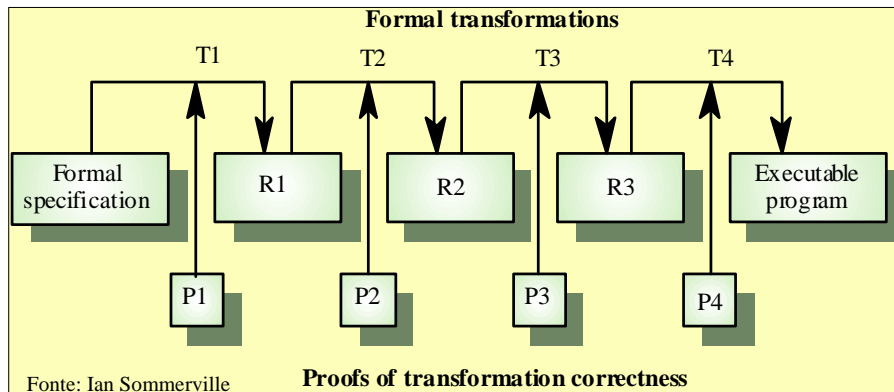 Formal transformations
T1 T2 T3 T4
Formal
specification
R1
R2
R3
Executable
program
P1
P2
P3
P4
Fonte: Ian Sommerville
Proofs of transformation correctness